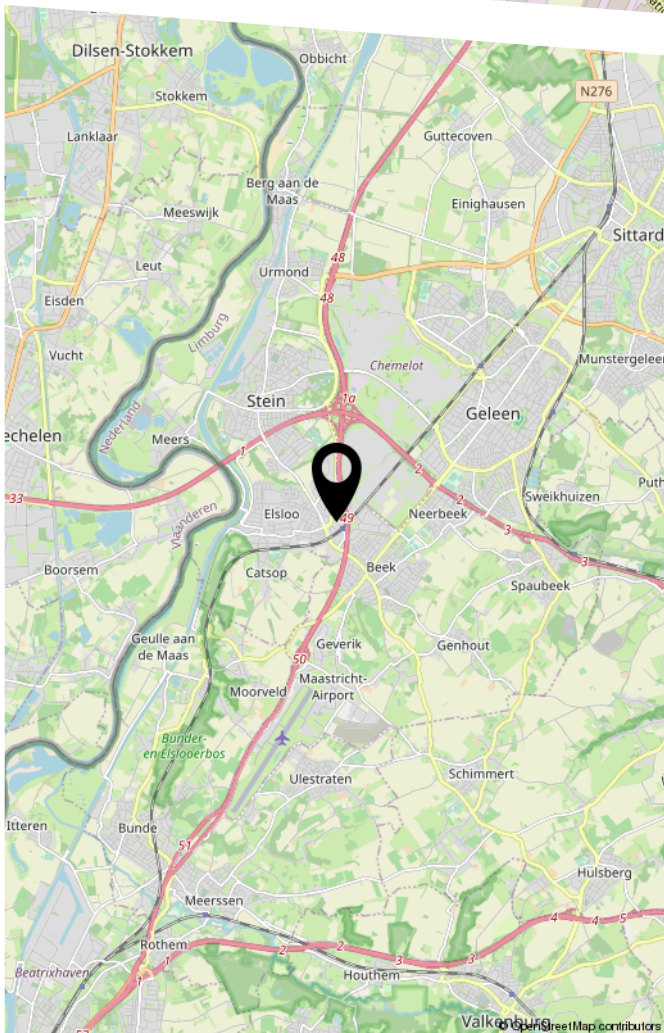 Dilsen-Stokkem
Obbicht
Stokkem
N276
Lanklaar
Guttecoven
Berg aan de
Maas
Einighausen
Meeswijk
Sittard
Leut
48
Urmond
48
Eisden
Limburg
Vucht
Chemelot
Munstergeleen
1a
Stein
Geleen
Nederland
echelen
Meers
1
2
33
2
Sweikhuizen
Puth
Vlaanderen
Elsloo
49
Neerbeek
3
3
Boorsem
Catsop
Beek
Spaubeek
Geulle aan
de Maas
Geverik
Genhout
50
Moorveld
Maastricht-
Airport
Bunder-
en Elslooerbos
Ulestraten
Schimmert
Itteren
Bunde
51
Hulsberg
Meerssen
4
4
5
Rothem
2
2
3
3
1
1
Beatrixhaven
Houthem
Valkenburg
© OpenStreetMap contributors